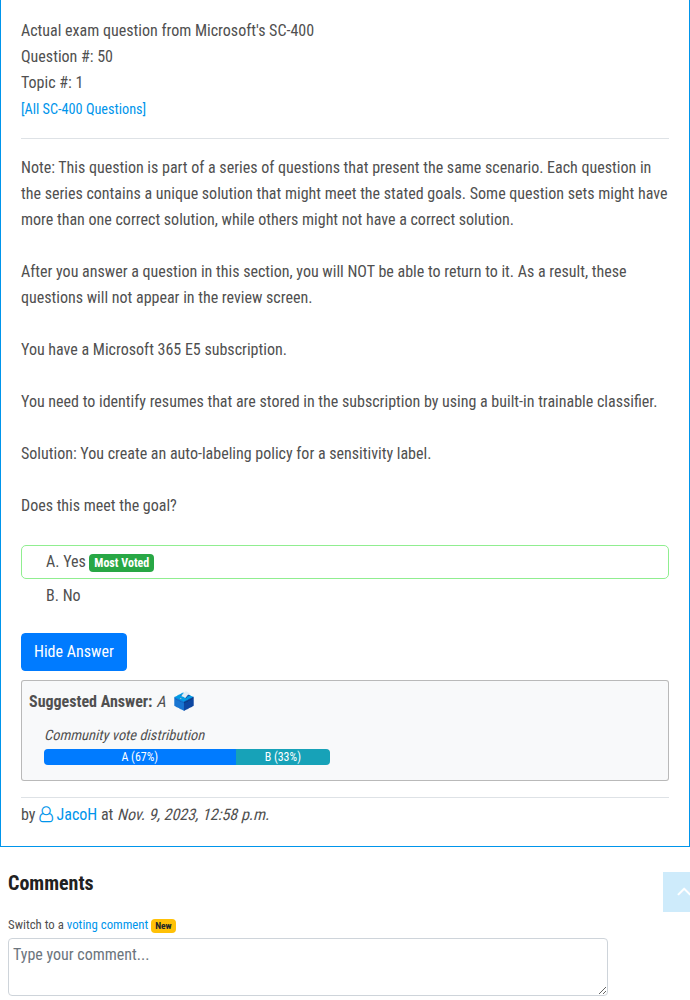 Actual exam question from Microsoft's SC-400
Question #: 50
Topic #: 1
[All SC-400 Questions]
Note: This question is part of a series of questions that present the same scenario. Each question in
the series contains a unique solution that might meet the stated goals. Some question sets might have
more than one correct solution, while others might not have a correct solution.
After you answer a question in this section, you will NOT be able to return to it. As a result, these
questions will not appear in the review screen.
You have a Microsoft 365 E5 subscription.
You need to identify resumes that are stored in the subscription by using a built-in trainable classifier.
Solution: You create an auto-labeling policy for a sensitivity label.
Does this meet the goal?
A. Yes Most Voted
B. No
Hide Answer
Suggested Answer: A
Community vote distribution
A (67%) B (33%)
by JacoH at Nov. 9, 2023, 12:58 p.m.
Comments
Switch to a voting comment New
Type your comment...